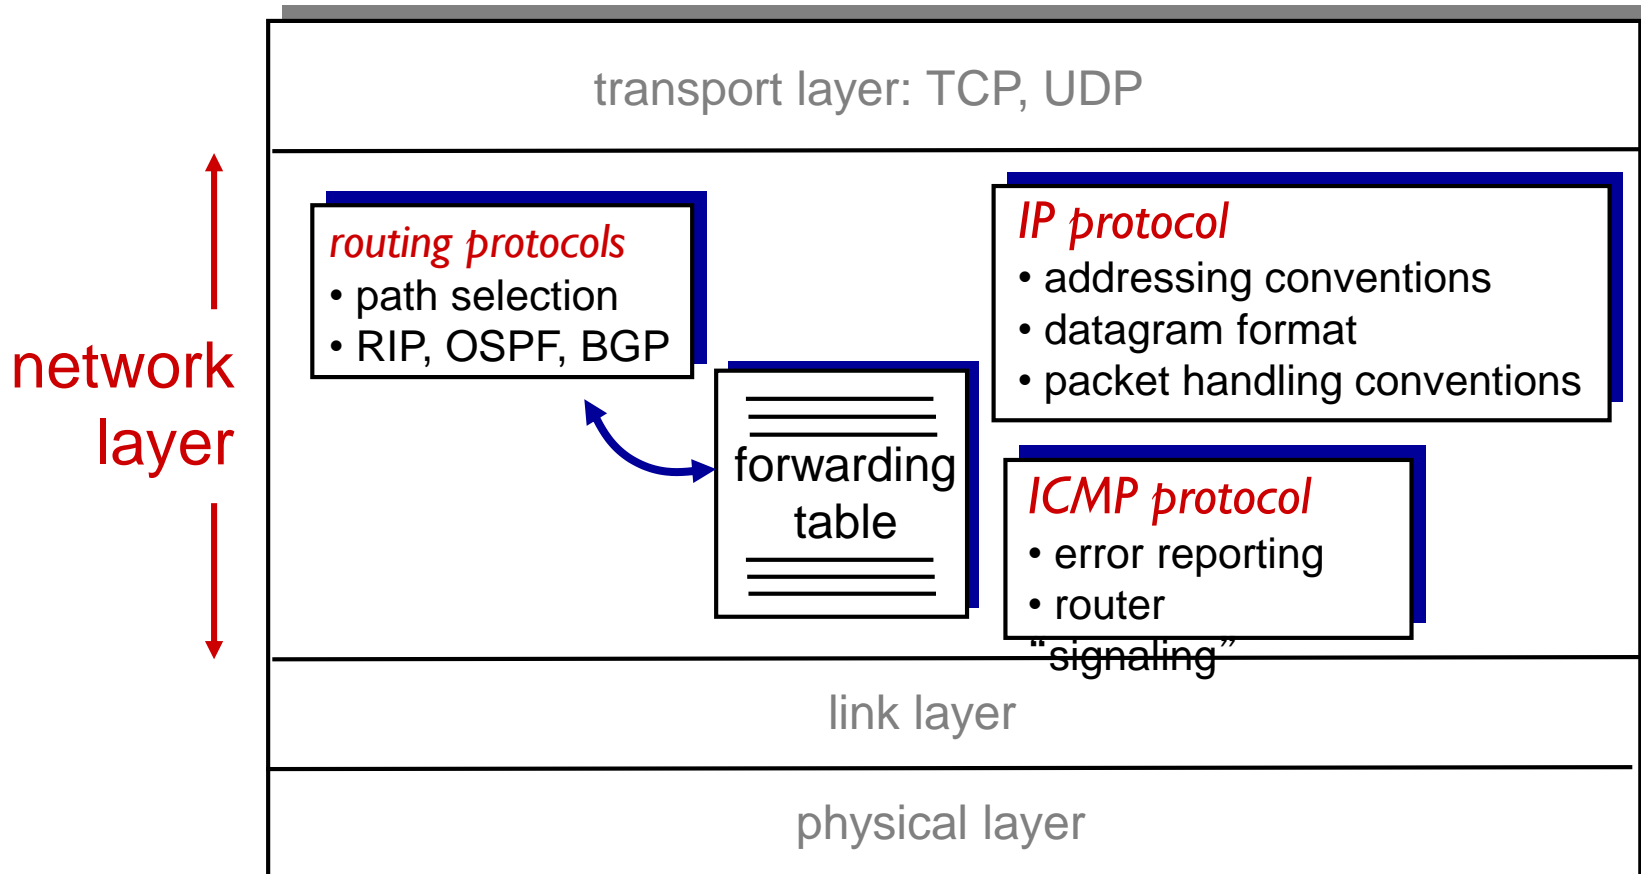 transport layer: TCP, UDP
network
layer
routing protocols
• path selection
• RIP, OSPF, BGP
forwarding
table
IP protocol
• addressing conventions
• datagram format
• packet handling conventions
ICMP protocol
• error reporting
• router
“signaling”
link layer
physical layer